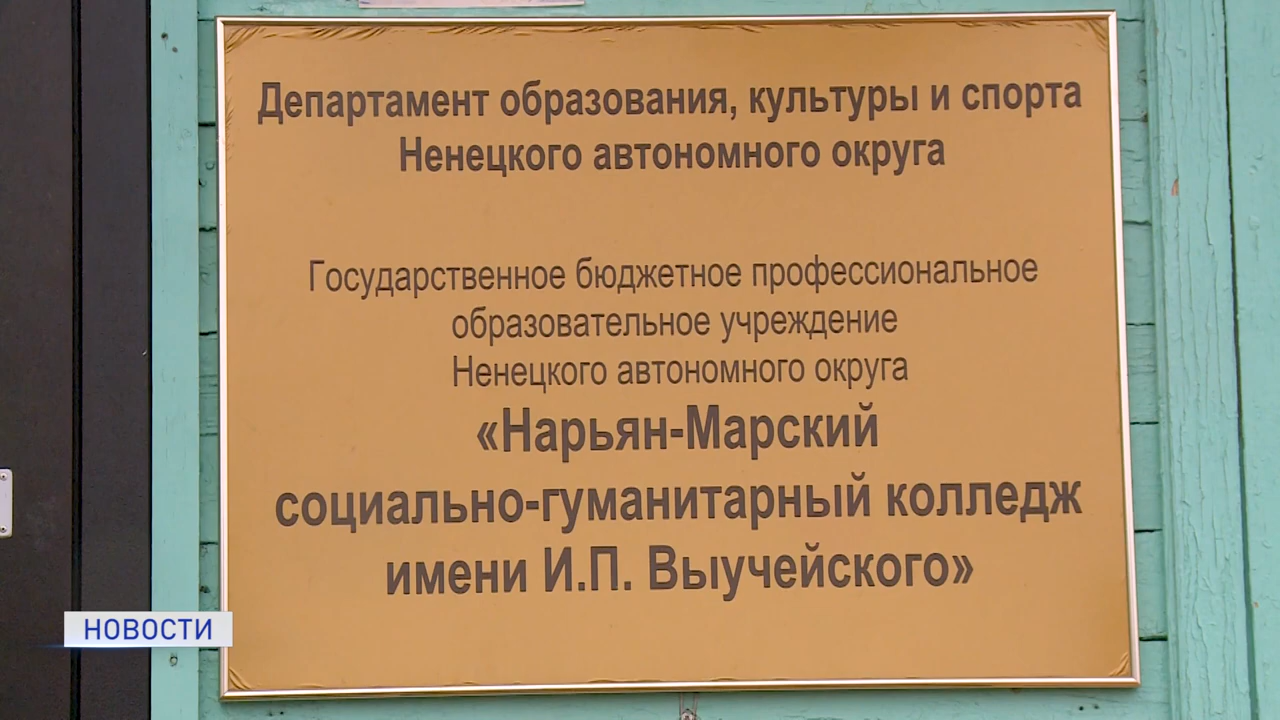 Департамент образования, культуры и спорта
Ненецкого автономного округа
Государственное бюджетное профессиональное
образовательное учреждение
Ненецкого автономного округа
«Нарьян-Марский
социально-гуманитарный колледж
имени И.П. Выучейского»
НОВОСТИ